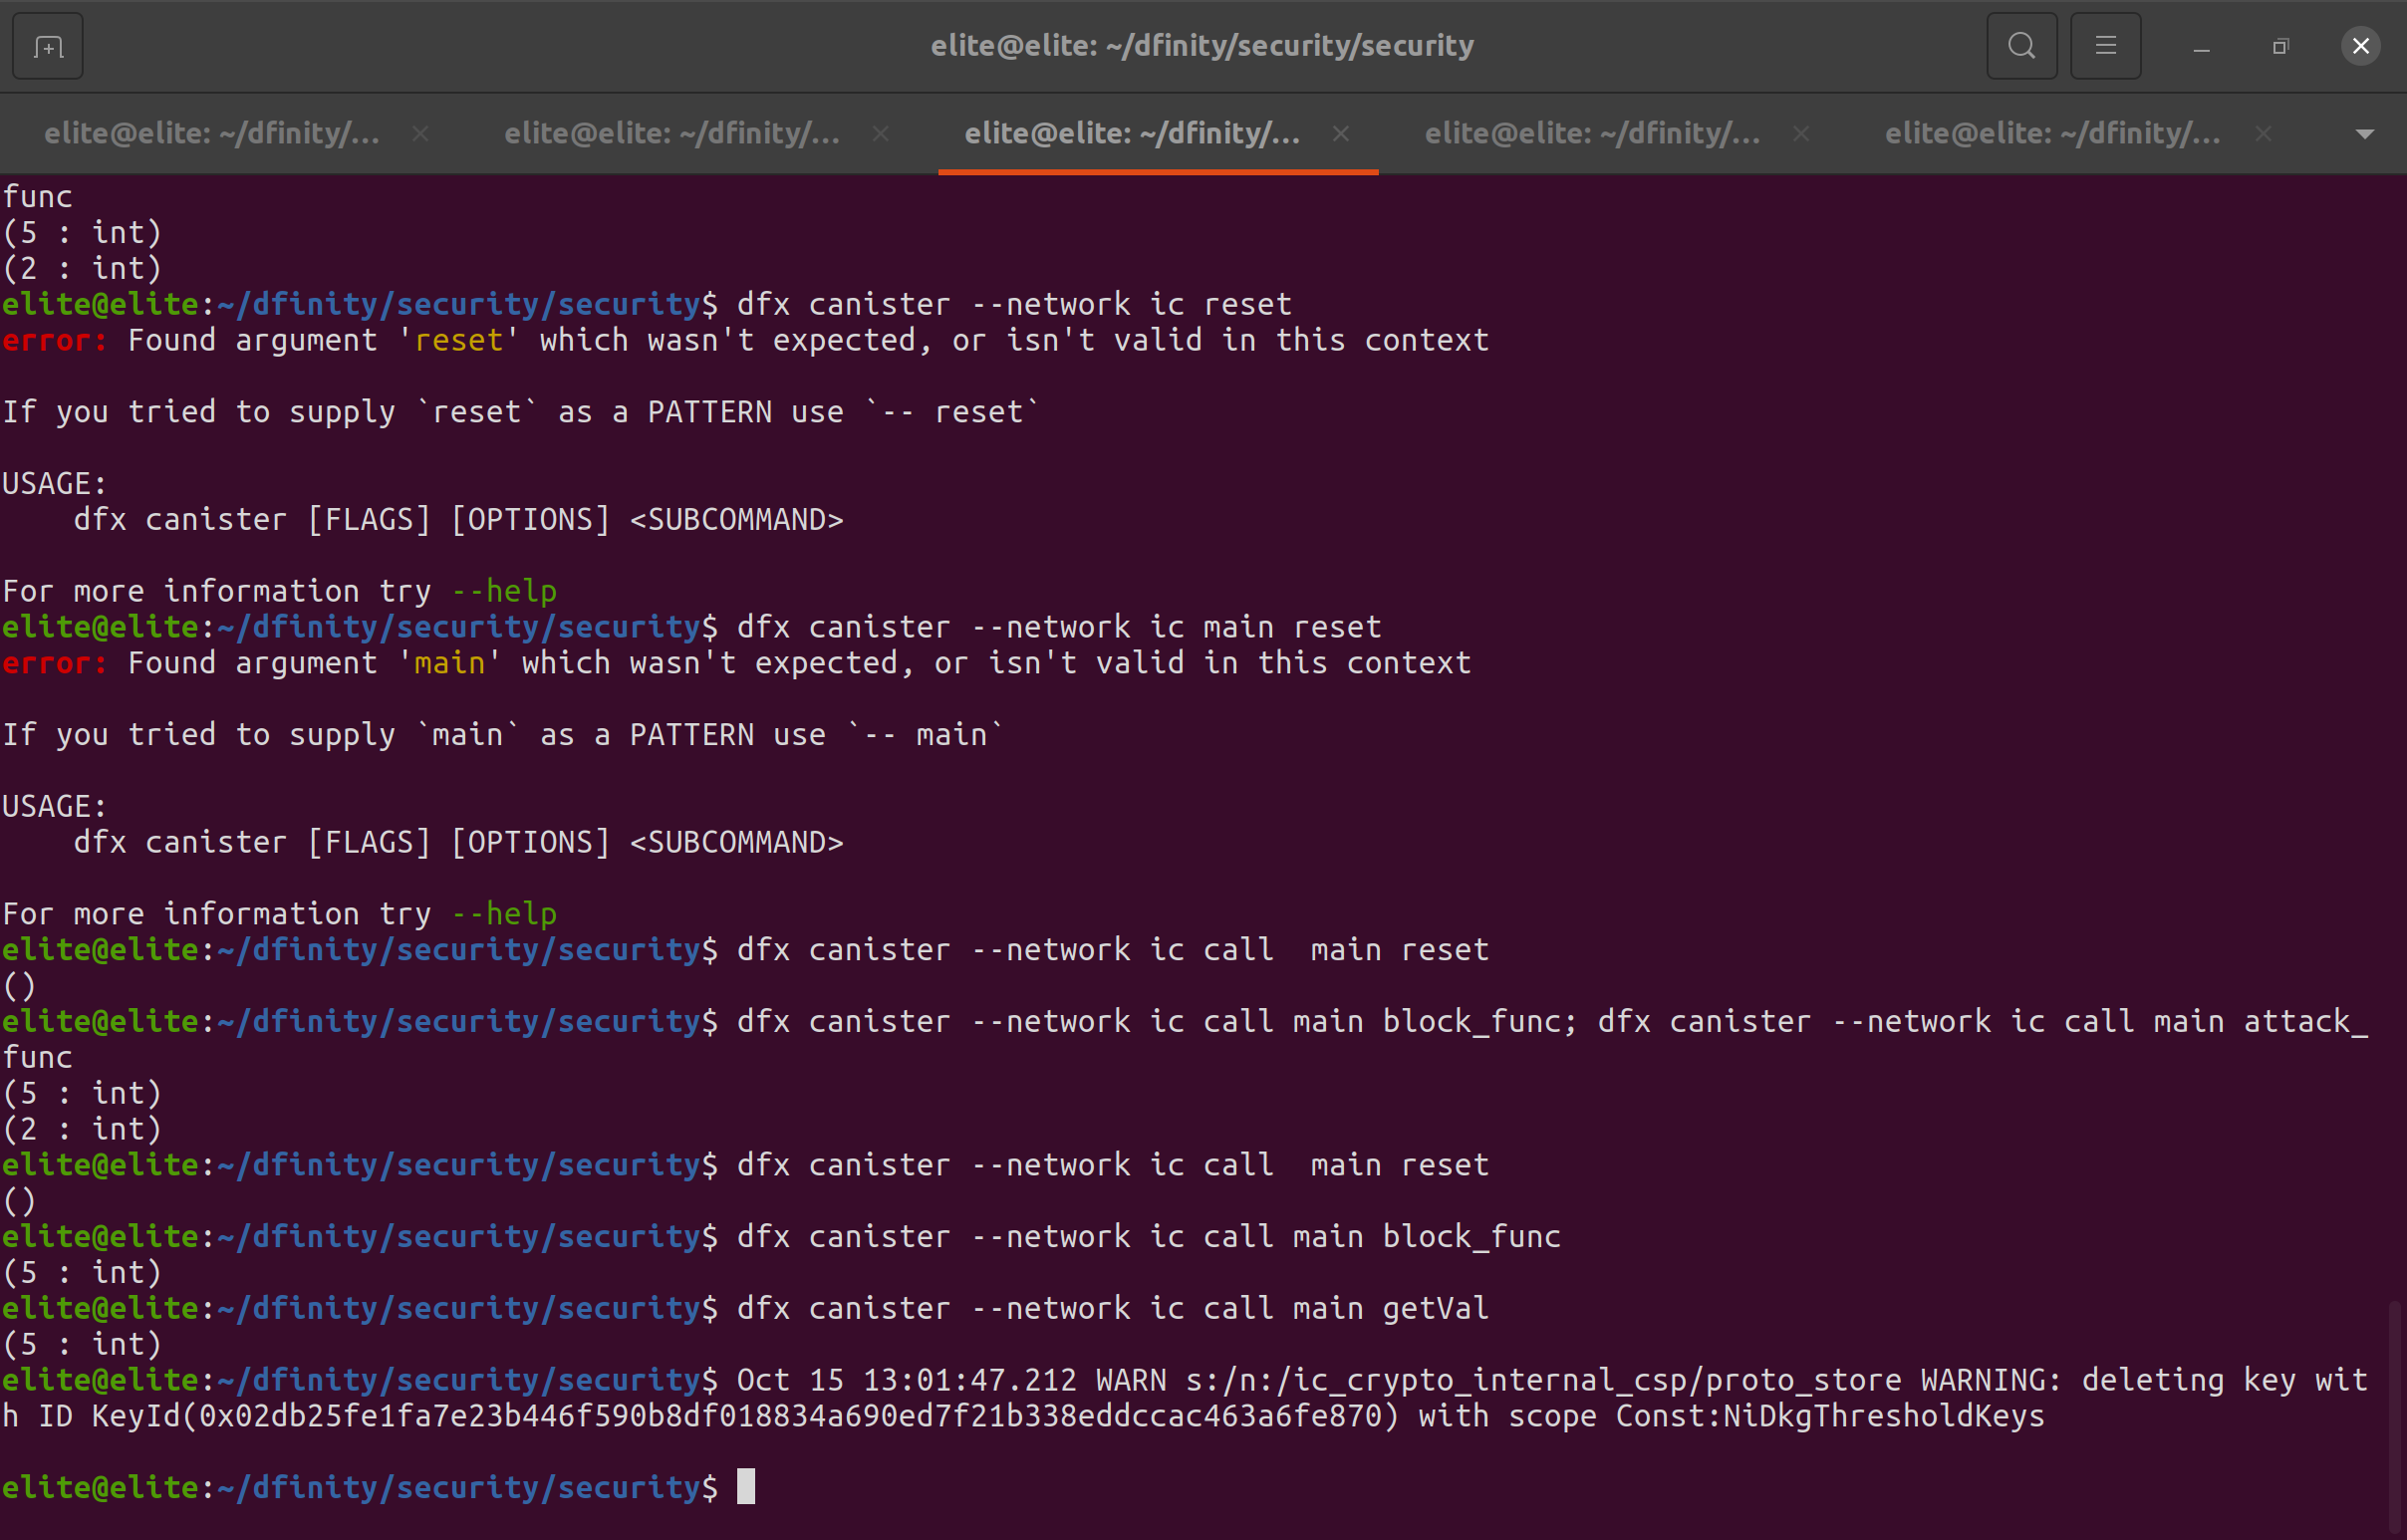 elite@elite: ~/dfinity/security/security
elite@elite: ~/dfinity/... elite@elite: ~/dfinity/... elite@elite: ~/dfinity/... elite@elite: ~/dfinity/... elite@elite: ~/dfinity/...
func
(5 : int)
(2 : int)
elite@elite:~/dfinity/security/security$ dfx canister --network ic reset
error: Found argument 'reset' which wasn't expected, or isn't valid in this context
If you tried to supply `reset` as a PATTERN use `-- reset`
USAGE:
    dfx canister [FLAGS] [OPTIONS] <SUBCOMMAND>
For more information try --help
elite@elite:~/dfinity/security/security$ dfx canister --network ic main reset
error: Found argument 'main' which wasn't expected, or isn't valid in this context
If you tried to supply `main` as a PATTERN use `-- main`
USAGE:
    dfx canister [FLAGS] [OPTIONS] <SUBCOMMAND>
For more information try --help
elite@elite:~/dfinity/security/security$ dfx canister --network ic call  main reset
()
elite@elite:~/dfinity/security/security$ dfx canister --network ic call main block_func; dfx canister --network ic call main attack_
func
(5 : int)
(2 : int)
elite@elite:~/dfinity/security/security$ dfx canister --network ic call  main reset
()
elite@elite:~/dfinity/security/security$ dfx canister --network ic call main block_func
(5 : int)
elite@elite:~/dfinity/security/security$ dfx canister --network ic call main getVal
(5 : int)
elite@elite:~/dfinity/security/security$ Oct 15 13:01:47.212 WARN s:/n:/ic_crypto_internal_csp/proto_store WARNING: deleting key wit
h ID KeyId(0x02db25fe1fa7e23b446f590b8df018834a690ed7f21b338eddccac463a6fe870) with scope Const:NiDkgThresholdKeys
elite@elite:~/dfinity/security/security$